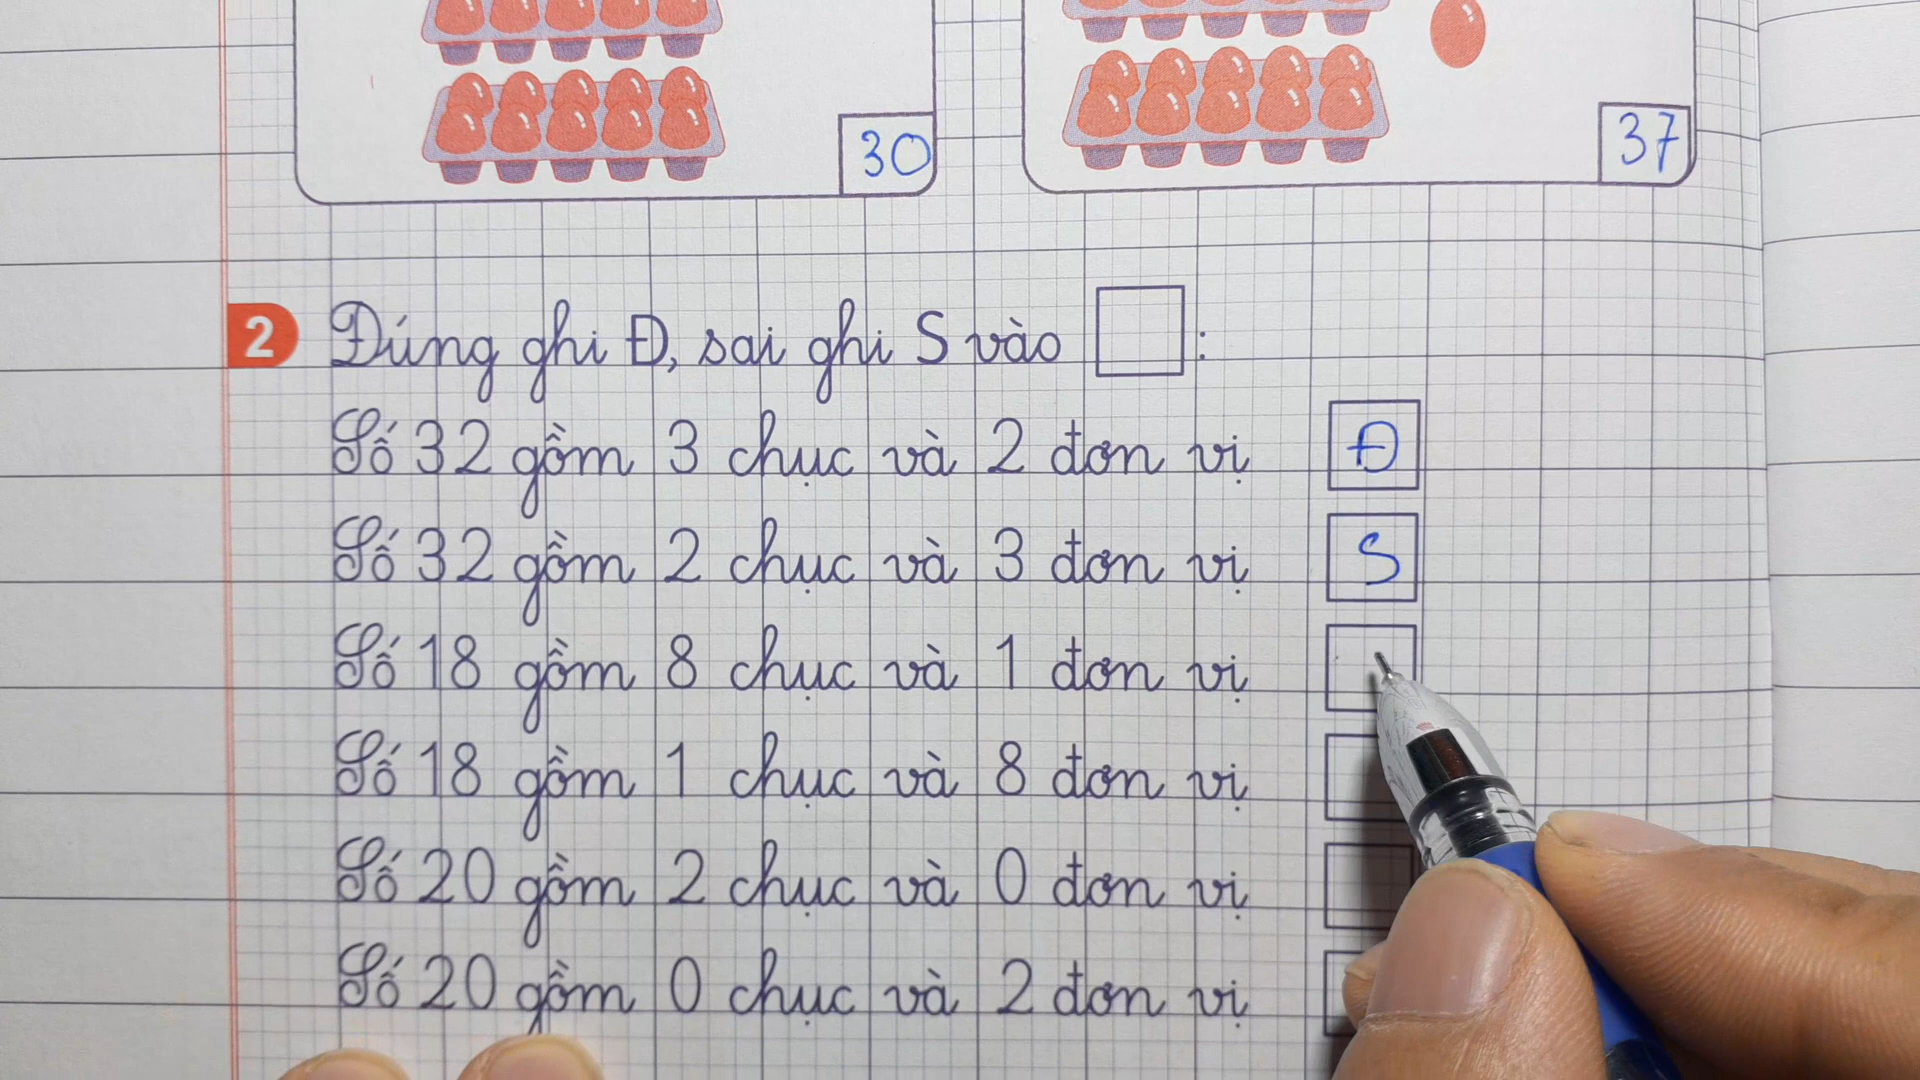 30
37
2 Đúng ghi Đ, sai ghi S vào :
Số 32 gồm 3 chục và 2 đơn vị Đ
Số 32 gồm 2 chục và 3 đơn vị S
Số 18 gồm 8 chục và 1 đơn vị
Số 18 gồm 1 chục và 8 đơn vị
Số 20 gồm 2 chục và 0 đơn vị
Số 20 gồm 0 chục và 2 đơn vị